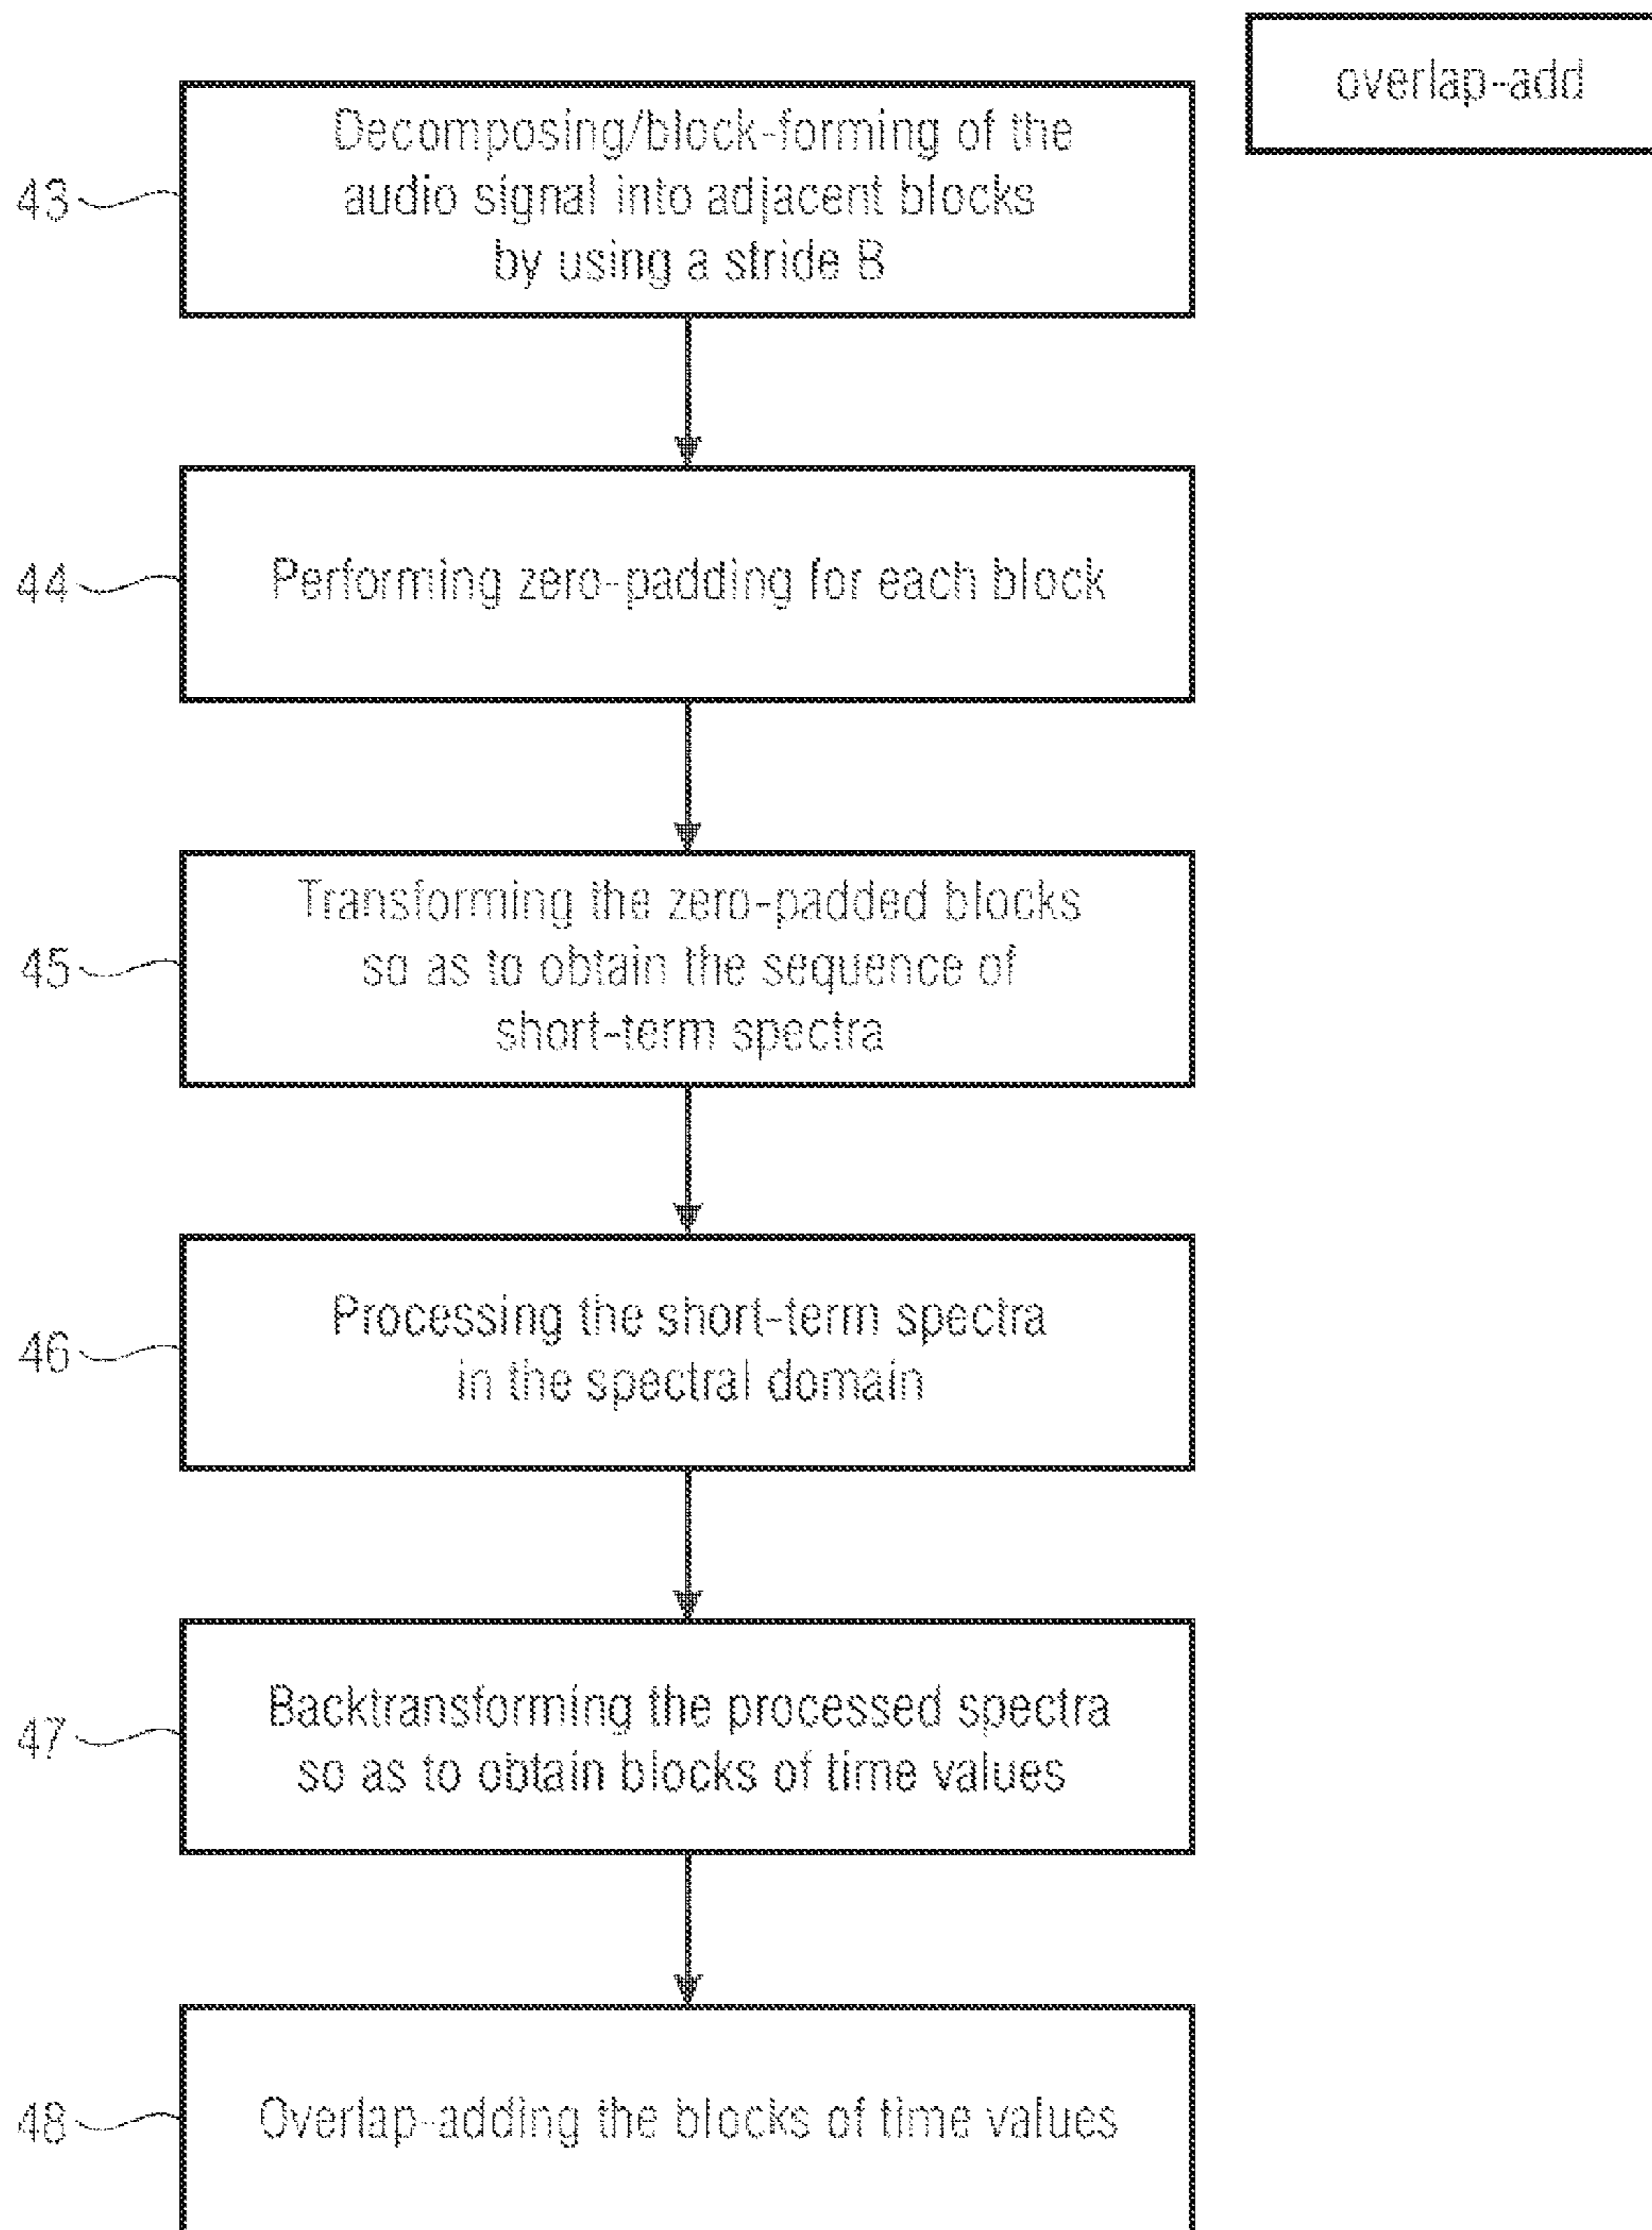 overlap-add
43
Decomposing/block-forming of the
audio signal into adjacent blocks
by using a stride B
44
Performing zero-padding for each block
45
Transforming the zero-padded blocks
so as to obtain the sequence of
short-term spectra
46
Processing the short-term spectra
in the spectral domain
47
Backtransforming the processed spectra
so as to obtain blocks of time values
48
Overlap-adding the blocks of time values